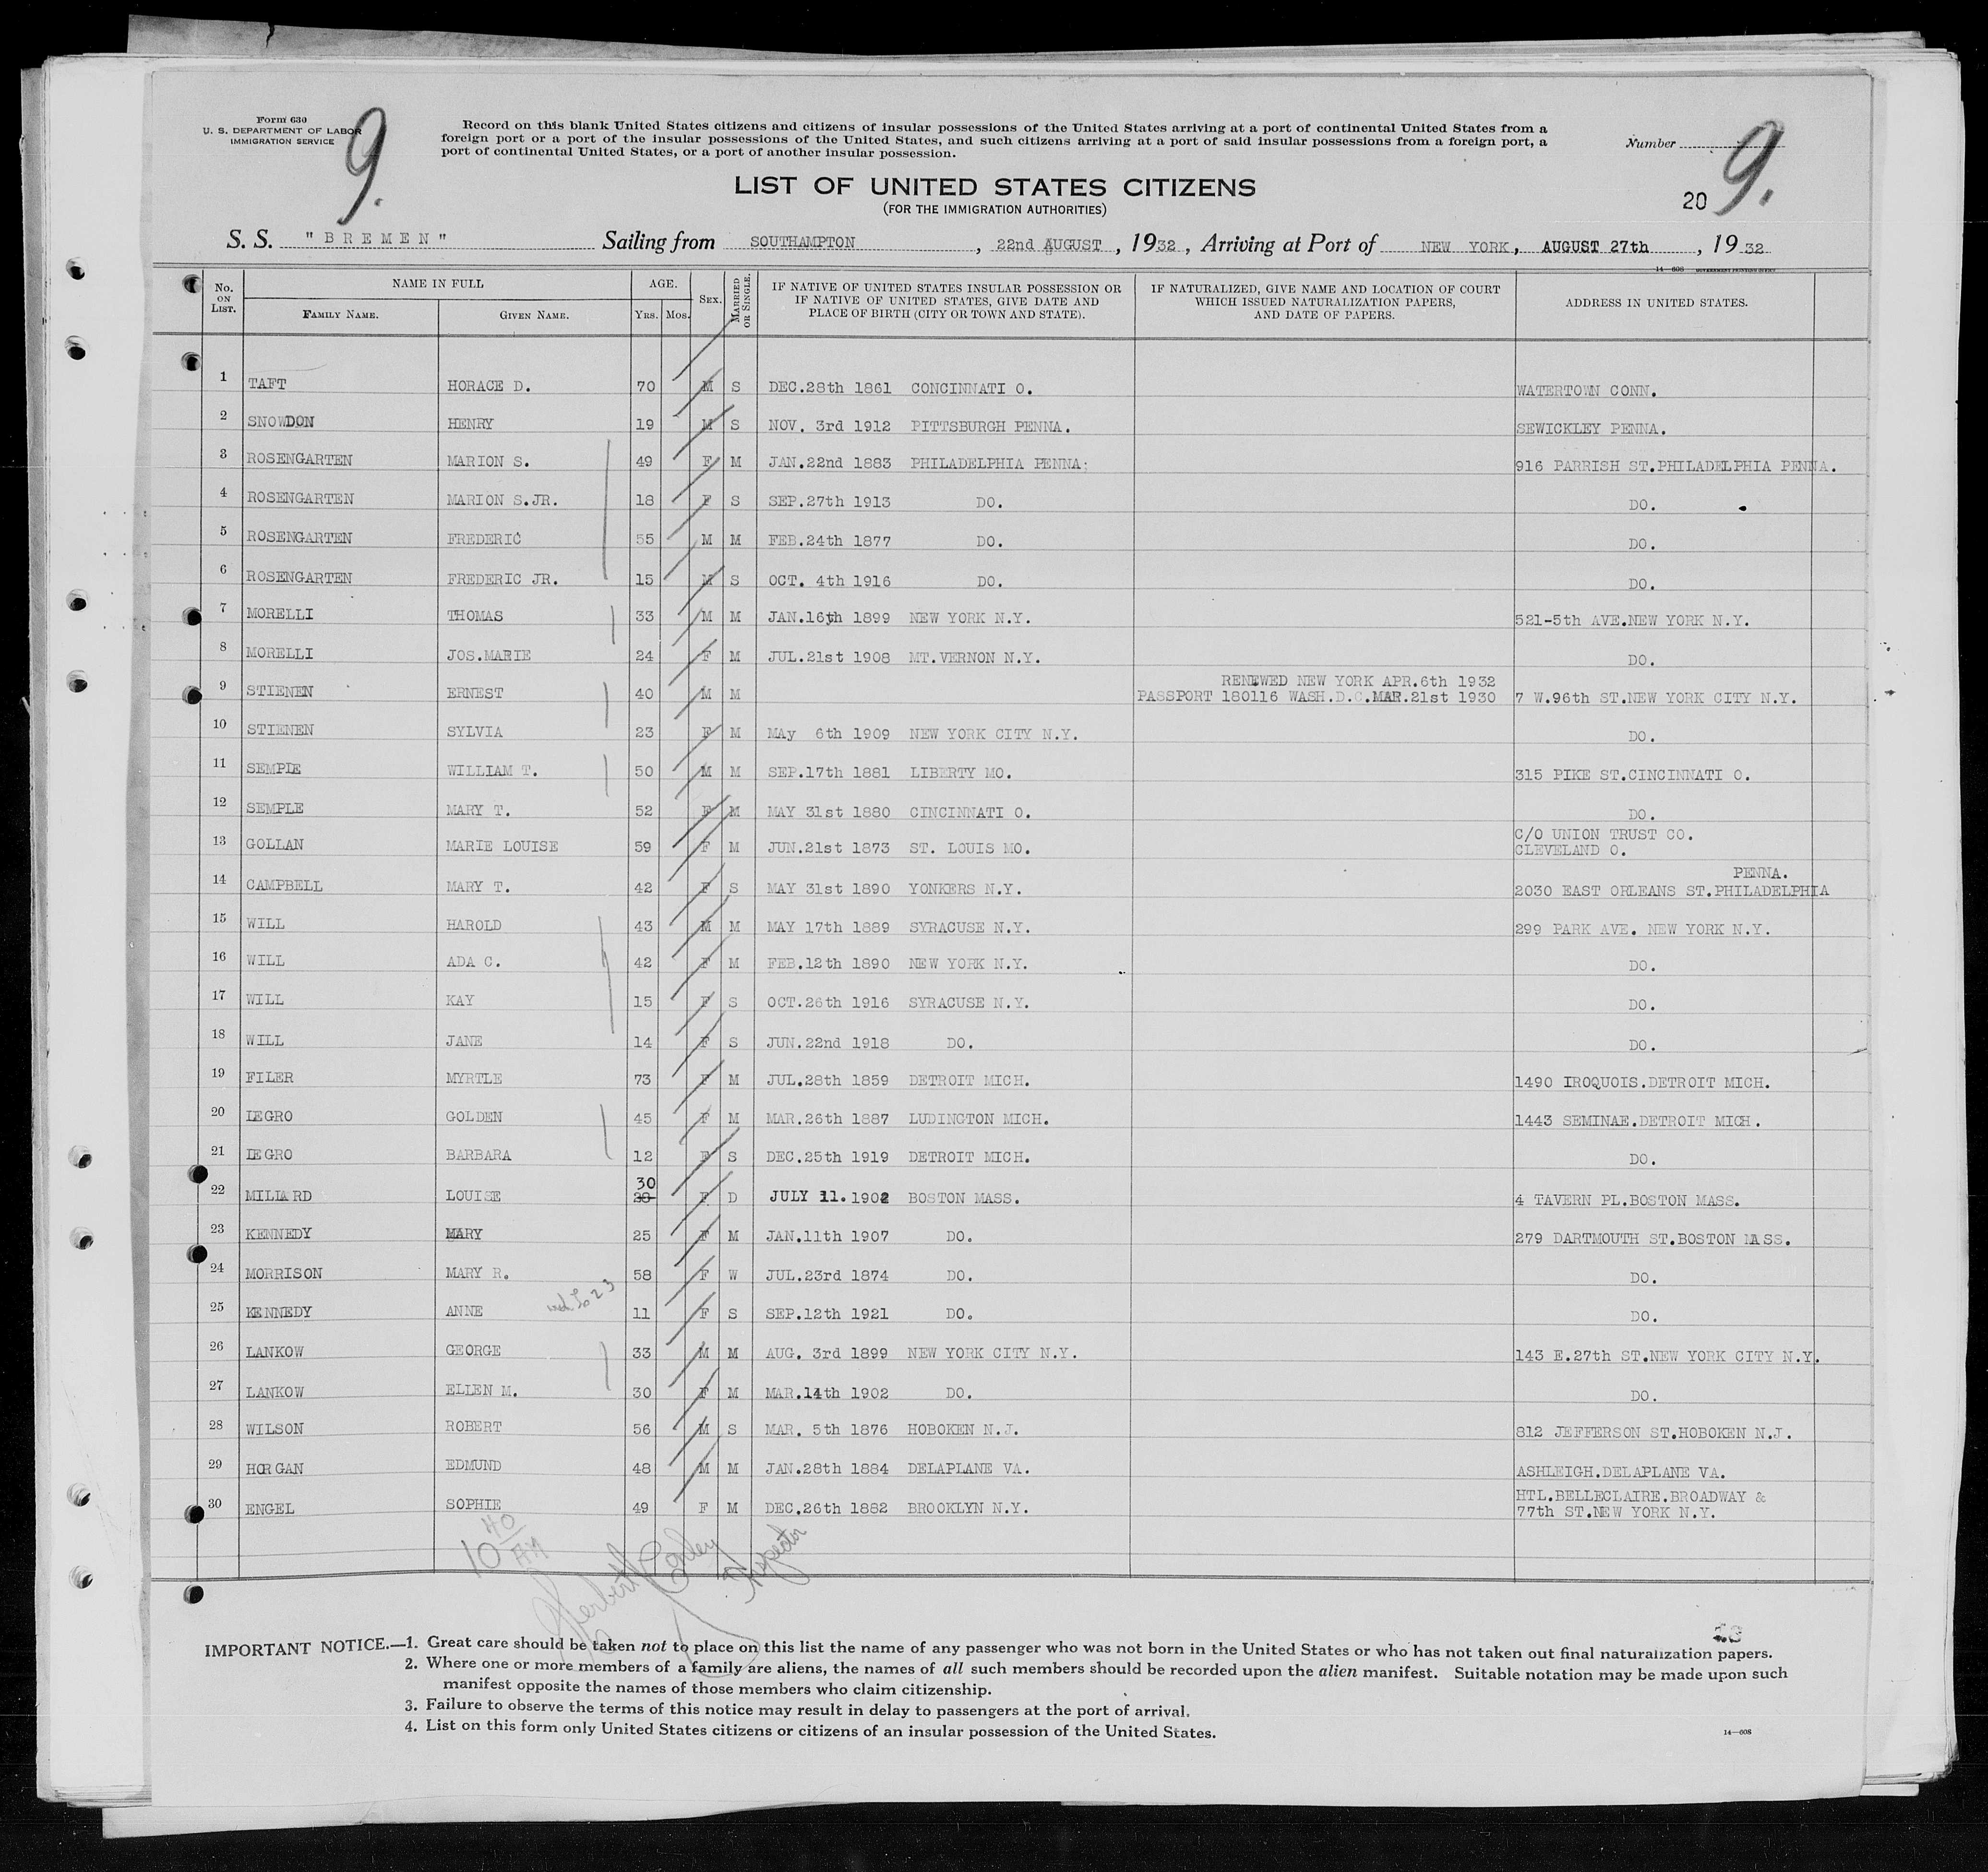 Form 630
U. S. DEPARTMENT OF LABOR
IMMIGRATION SERVICE
9.
Record on this blank United States citizens and citizens of insular possessions of the United States arriving at a port of continental United States from a
foreign port or a port of the insular possessions of the United States, and such citizens arriving at a port of said insular possessions from a foreign port, a
port of continental United States, or a port of another insular possession.
Number
9.
LIST OF UNITED STATES CITIZENS
(FOR THE IMMIGRATION AUTHORITIES)
20
S. S. "BREMEN" Sailing from SOUTHAMPTON, 22nd AUGUST, 1932, Arriving at Port of NEW YORK, AUGUST 27th, 1932
14—608 GOVERNMENT PRINTING OFFICE
No. ON LIST. NAME IN FULL FAMILY NAME. GIVEN NAME. AGE. YRS. MOS. SEX. MARRIED OR SINGLE. IF NATIVE OF UNITED STATES INSULAR POSSESSION OR IF NATIVE OF UNITED STATES, GIVE DATE AND PLACE OF BIRTH (CITY OR TOWN AND STATE). IF NATURALIZED, GIVE NAME AND LOCATION OF COURT WHICH ISSUED NATURALIZATION PAPERS, AND DATE OF PAPERS. ADDRESS IN UNITED STATES.
1 TAFT HORACE D. 70 M S DEC.28th 1861 CONCINNATI O. WATERTOWN CONN.
2 SNOWDON HENRY 19 M S NOV. 3rd 1912 PITTSBURGH PENNA. SEWICKLEY PENNA.
3 ROSENGARTEN MARION S. 49 F M JAN.22nd 1883 PHILADELPHIA PENNA: 916 PARRISH ST.PHILADELPHIA PENNA.
4 ROSENGARTEN MARION S.JR. 18 F S SEP.27th 1913 DO. DO.
5 ROSENGARTEN FREDERIC 55 M M FEB.24th 1877 DO. DO.
6 ROSENGARTEN FREDERIC JR. 15 M S OCT. 4th 1916 DO. DO.
7 MORELLI THOMAS 33 M M JAN.16th 1899 NEW YORK N.Y. 521-5th AVE.NEW YORK N.Y.
8 MORELLI JOS.MARIE 24 F M JUL.21st 1908 MT.VERNON N.Y. DO.
RENEWED NEW YORK APR.6th 1932
9 STIENEN ERNEST 40 M M PASSPORT 180116 WASH.D.C.MAR.21st 1930 7 W.96th ST.NEW YORK CITY N.Y.
10 STIENEN SYLVIA 23 F M MAy 6th 1909 NEW YORK CITY N.Y. DO.
11 SEMPLE WILLIAM T. 50 M M SEP.17th 1881 LIBERTY MO. 315 PIKE ST.CINCINNATI O.
12 SEMPLE MARY T. 52 F M MAY 31st 1880 CINCINNATI O. DO.
13 GOLLAN MARIE LOUISE 59 F M JUN.21st 1873 ST. LOUIS MO. C/O UNION TRUST CO.
CLEVELAND O.
PENNA.
14 CAMPBELL MARY T. 42 F S MAY 31st 1890 YONKERS N.Y. 2030 EAST ORLEANS ST.PHILADELPHIA
15 WILL HAROLD 43 M M MAY 17th 1889 SYRACUSE N.Y. 299 PARK AVE. NEW YORK N.Y.
16 WILL ADA C. 42 F M FEB.12th 1890 NEW YORK N.Y. DO.
17 WILL KAY 15 F S OCT.26th 1916 SYRACUSE N.Y. DO.
18 WILL JANE 14 F S JUN.22nd 1918 DO. DO.
19 FILER MYRTLE 73 F M JUL.28th 1859 DETROIT MICH. 1490 IROQUOIS.DETROIT MICH.
20 LEGRO GOLDEN 45 F M MAR.26th 1887 LUDINGTON MICH. 1443 SEMINAE.DETROIT MICH.
21 LEGRO BARBARA 12 F S DEC.25th 1919 DETROIT MICH. DO.
30
22 MILLARD LOUISE F D JULY 11. 1902 BOSTON MASS. 4 TAVERN PL.BOSTON MASS.
23 KENNEDY MARY 25 F M JAN.11th 1907 DO. 279 DARTMOUTH ST.BOSTON MASS.
24 MORRISON MARY R. 58 F W JUL.23rd 1874 DO. DO.
25 KENNEDY ANNE 23 11 F S SEP.12th 1921 DO. DO.
26 LANKOW GEORGE 33 M M AUG. 3rd 1899 NEW YORK CITY N.Y. 143 E.27th ST.NEW YORK CITY N.Y.
27 LANKOW ELLEN M. 30 F M MAR.14th 1902 DO. DO.
28 WILSON ROBERT 56 M S MAR. 5th 1876 HOBOKEN N.J. 812 JEFFERSON ST.HOBOKEN N.J.
29 HORGAN EDMUND 48 M M JAN.28th 1884 DELAPLANE VA. ASHLEIGH.DELAPLANE VA.
30 ENGEL SOPHIE 49 F M DEC.26th 1882 BROOKLYN N.Y. HTL.BELLECLAIRE.BROADWAY &
77th ST.NEW YORK N.Y.
10 40 AM
Herbert Conley Inspector
IMPORTANT NOTICE.—1. Great care should be taken not to place on this list the name of any passenger who was not born in the United States or who has not taken out final naturalization papers.
2. Where one or more members of a family are aliens, the names of all such members should be recorded upon the alien manifest. Suitable notation may be made upon such
manifest opposite the names of those members who claim citizenship.
3. Failure to observe the terms of this notice may result in delay to passengers at the port of arrival.
4. List on this form only United States citizens or citizens of an insular possession of the United States.
14—608